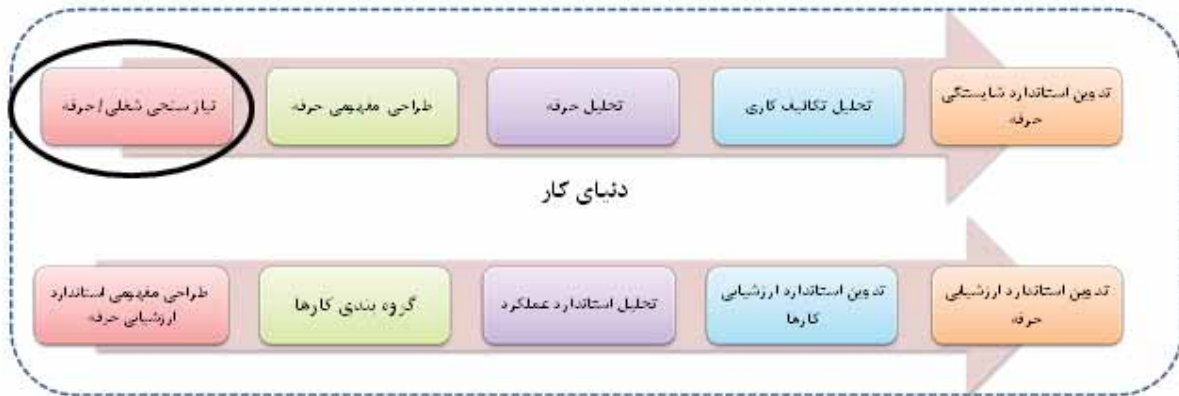 نیاز سنجی شغلی / حرفه
طراحی مفهومی حرفه
تحلیل حرفه
تحلیل تکالیف کاری
تدوین استاندارد شایستگی
حرفه
دنیای کار
طراحی مفهومی استاندارد
ارزشیابی حرفه
گروه بندی کارها
تحلیل استاندارد عملکرد
تدوین استاندارد ارزشیابی
کارها
تدوین استاندارد ارزشیابی
حرفه